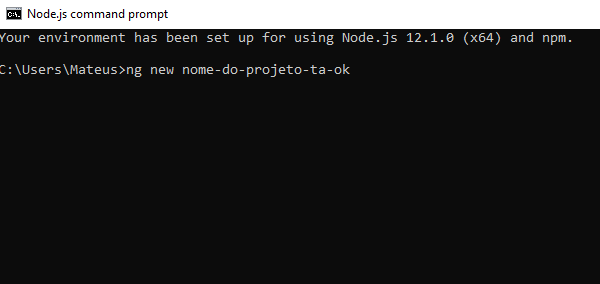 Node.js command prompt
Your environment has been set up for using Node.js 12.1.0 (x64) and npm.
C:\Users\Mateus>ng new nome-do-projeto-ta-ok